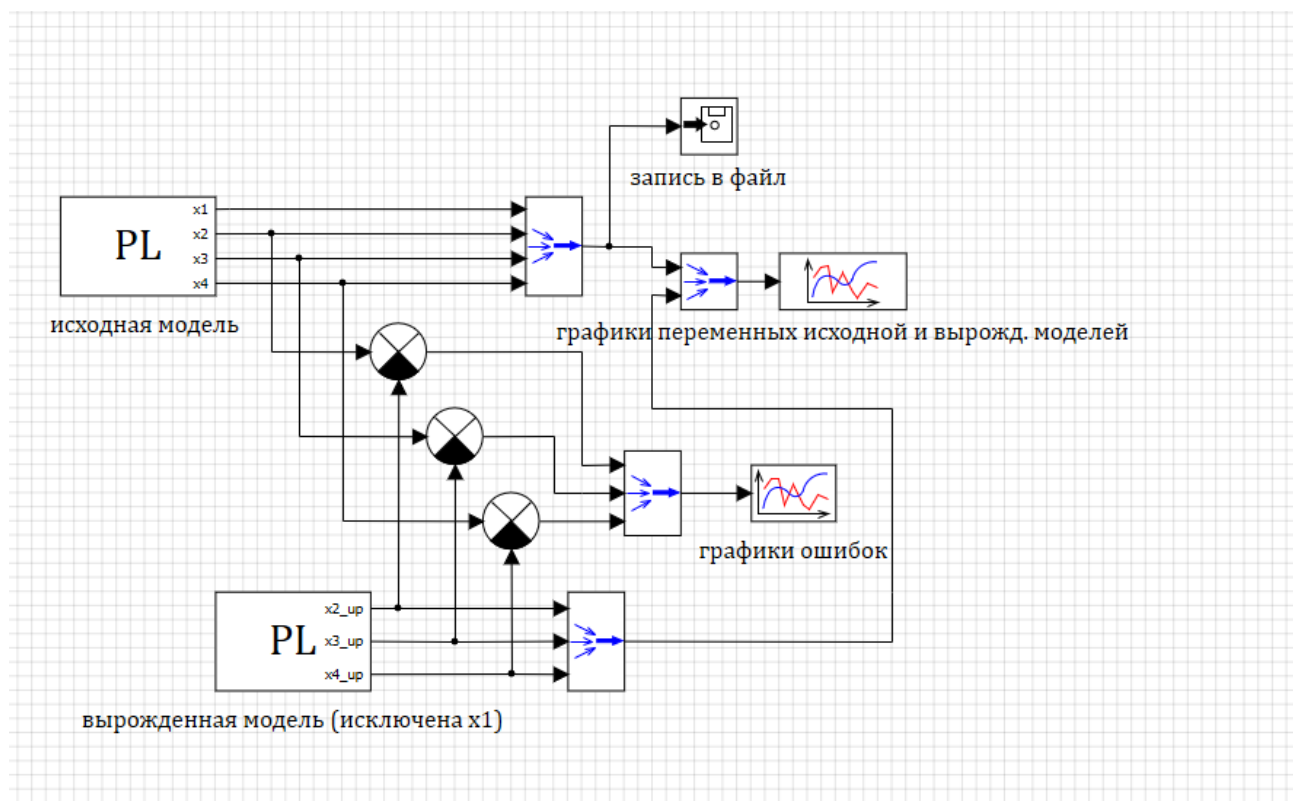 запись в файл
PL
x1
x2
x3
x4
исходная модель
графики переменных исходной и вырожд. моделей
графики ошибок
PL
x2_up
x3_up
x4_up
вырожденная модель (исключена x1)